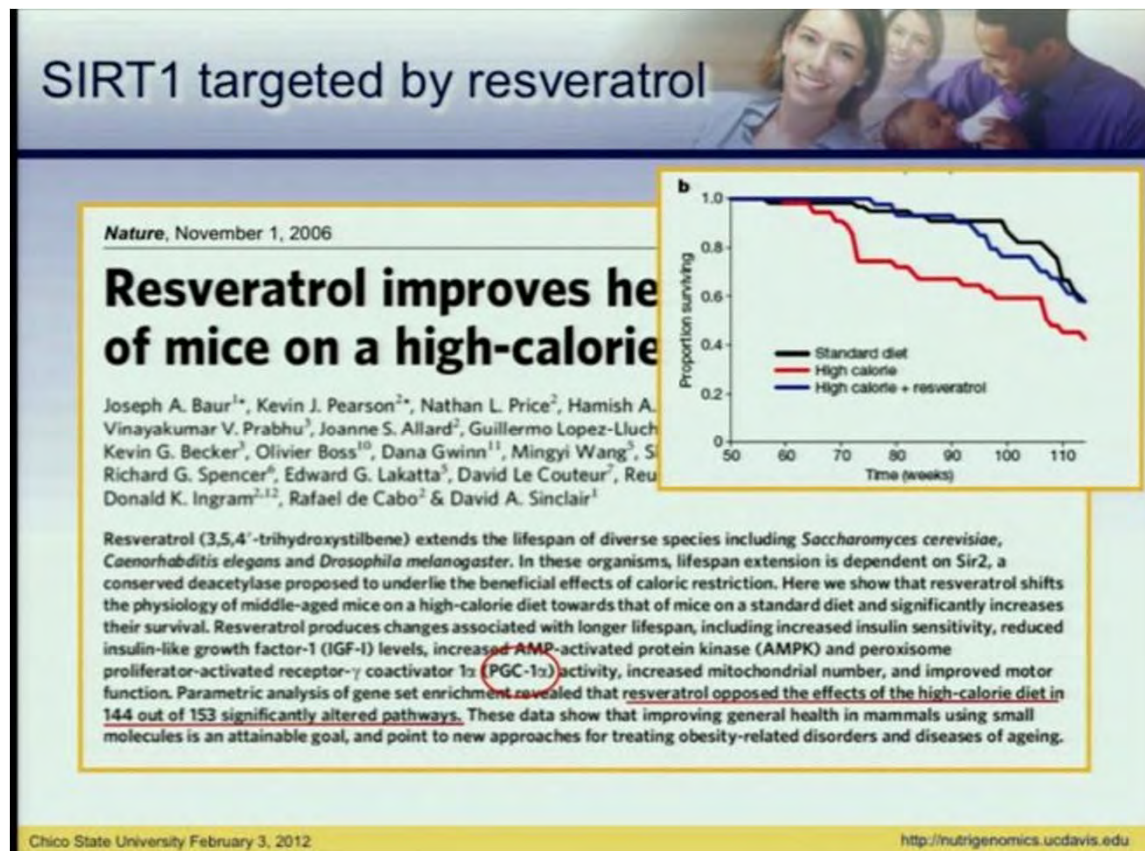 SIRT1 targeted by resveratrol
Nature, November 1, 2006
Resveratrol improves he
of mice on a high-calorie
Joseph A. Baur¹*, Kevin J. Pearson²*, Nathan L. Price², Hamish A.
Vinayakumar V. Prabhu³, Joanne S. Allard², Guillermo Lopez-Lluch
Kevin G. Becker³, Olivier Boss¹⁰, Dana Gwinn¹¹, Mingyi Wang⁵, S
Richard G. Spencer⁶, Edward G. Lakatta⁵, David Le Couteur⁷, Reu
Donald K. Ingram²,¹², Rafael de Cabo² & David A. Sinclair¹
Resveratrol (3,5,4′-trihydroxystilbene) extends the lifespan of diverse species including Saccharomyces cerevisiae,
Caenorhabditis elegans and Drosophila melanogaster. In these organisms, lifespan extension is dependent on Sir2, a
conserved deacetylase proposed to underlie the beneficial effects of caloric restriction. Here we show that resveratrol shifts
the physiology of middle-aged mice on a high-calorie diet towards that of mice on a standard diet and significantly increases
their survival. Resveratrol produces changes associated with longer lifespan, including increased insulin sensitivity, reduced
insulin-like growth factor-1 (IGF-I) levels, increased AMP-activated protein kinase (AMPK) and peroxisome
proliferator-activated receptor-γ coactivator 1α (PGC-1α) activity, increased mitochondrial number, and improved motor
function. Parametric analysis of gene set enrichment revealed that resveratrol opposed the effects of the high-calorie diet in
144 out of 153 significantly altered pathways. These data show that improving general health in mammals using small
molecules is an attainable goal, and point to new approaches for treating obesity-related disorders and diseases of ageing.
b
Proportion surviving
1.0
0.8
0.6
0.4
0.2
0
Standard diet
High calorie
High calorie + resveratrol
50 60 70 80 90 100 110
Time (weeks)
Chico State University February 3, 2012
http://nutrigenomics.ucdavis.edu